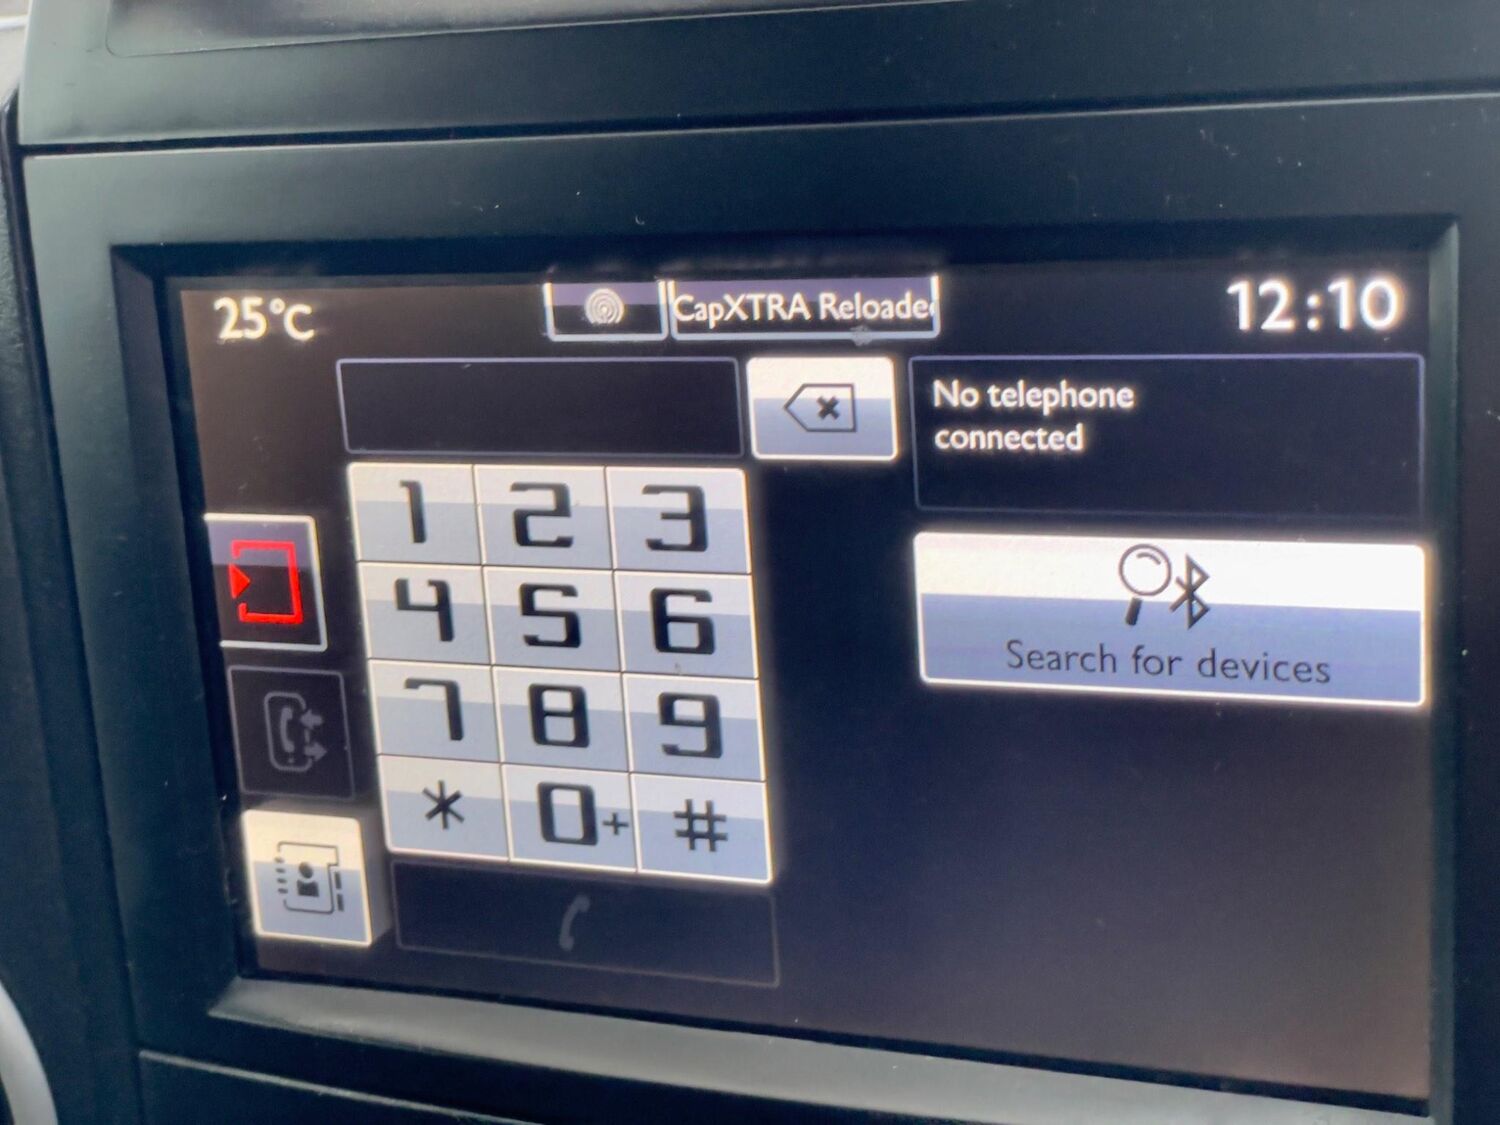 25°C
CapXTRA Reloade
12:10
No telephone
connected
1 2 3
4 5 6
7 8 9
* 0+ #
Search for devices